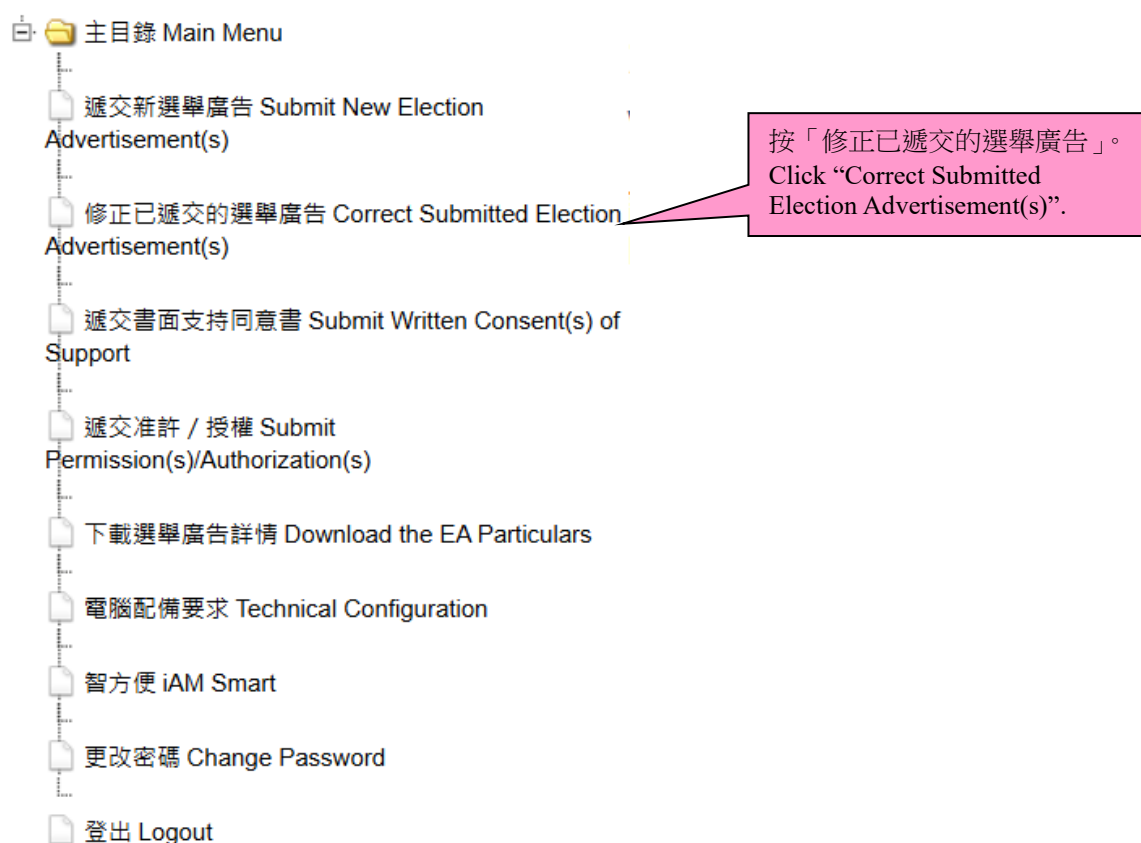 主目錄 Main Menu
遞交新選舉廣告 Submit New Election
Advertisement(s)
修正已遞交的選舉廣告 Correct Submitted Election
Advertisement(s)
按「修正已遞交的選舉廣告」。
Click “Correct Submitted
Election Advertisement(s)”.
遞交書面支持同意書 Submit Written Consent(s) of
Support
遞交准許／授權 Submit
Permission(s)/Authorization(s)
下載選舉廣告詳情 Download the EA Particulars
電腦配備要求 Technical Configuration
智方便 iAM Smart
更改密碼 Change Password
登出 Logout